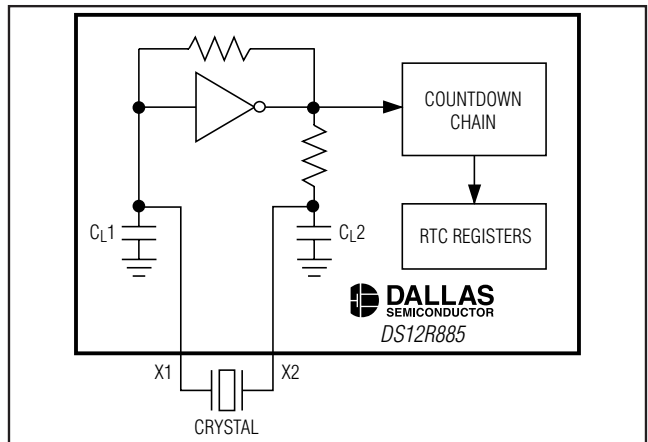 COUNTDOWN
CHAIN
CL1
CL2
RTC REGISTERS
DALLAS
SEMICONDUCTOR
DS12R885
X1
X2
CRYSTAL